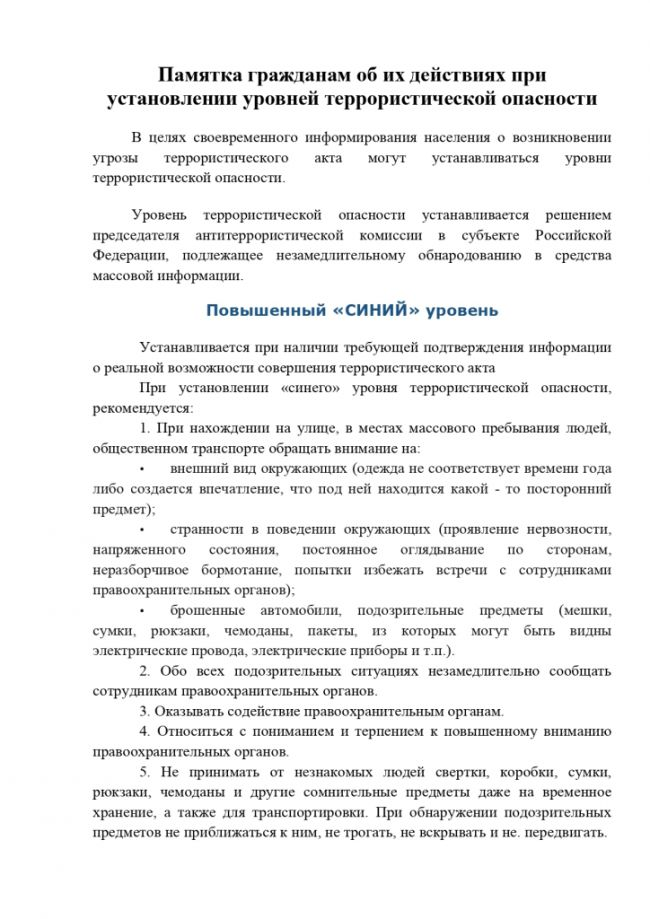 Памятка гражданам об их действиях при
установлении уровней террористической опасности
В целях своевременного информирования населения о возникновении
угрозы террористического акта могут устанавливаться уровни
террористической опасности.
Уровень террористической опасности устанавливается решением
председателя антитеррористической комиссии в субъекте Российской
Федерации, подлежащее незамедлительному обнародованию в средства
массовой информации.
Повышенный «СИНИЙ» уровень
Устанавливается при наличии требующей подтверждения информации
о реальной возможности совершения террористического акта
При установлении «синего» уровня террористической опасности,
рекомендуется:
1. При нахождении на улице, в местах массового пребывания людей,
общественном транспорте обращать внимание на:
• внешний вид окружающих (одежда не соответствует времени года
либо создается впечатление, что под ней находится какой - то посторонний
предмет);
• странности в поведении окружающих (проявление нервозности,
напряженного состояния, постоянное оглядывание по сторонам,
неразборчивое бормотание, попытки избежать встречи с сотрудниками
правоохранительных органов);
• брошенные автомобили, подозрительные предметы (мешки,
сумки, рюкзаки, чемоданы, пакеты, из которых могут быть видны
электрические провода, электрические приборы и т.п.).
2. Обо всех подозрительных ситуациях незамедлительно сообщать
сотрудникам правоохранительных органов.
3. Оказывать содействие правоохранительным органам.
4. Относиться с пониманием и терпением к повышенному вниманию
правоохранительных органов.
5. Не принимать от незнакомых людей свертки, коробки, сумки,
рюкзаки, чемоданы и другие сомнительные предметы даже на временное
хранение, а также для транспортировки. При обнаружении подозрительных
предметов не приближаться к ним, не трогать, не вскрывать и не. передвигать.